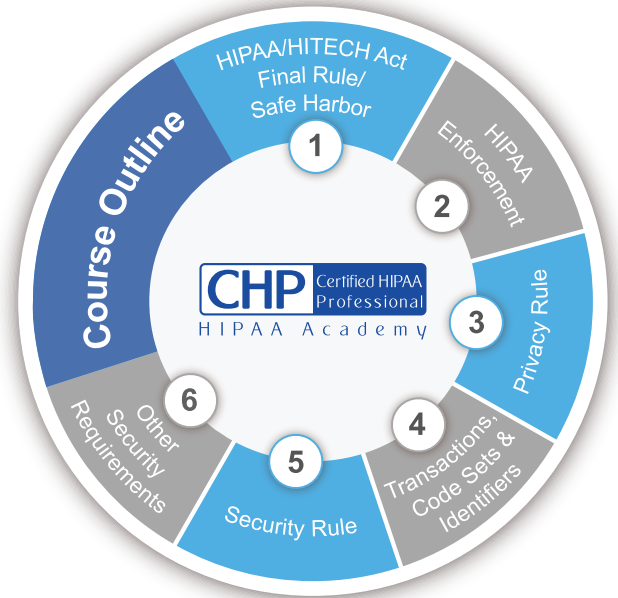 Course Outline
HIPAA/HITECH Act
Final Rule/
Safe Harbor
1
HIPAA
Enforcement
2
Privacy Rule
3
Transactions,
Code Sets &
Identifiers
4
Security Rule
5
Other
Security
Requirements
6
CHP
Certified HIPAA
Professional
HIPAA Academy